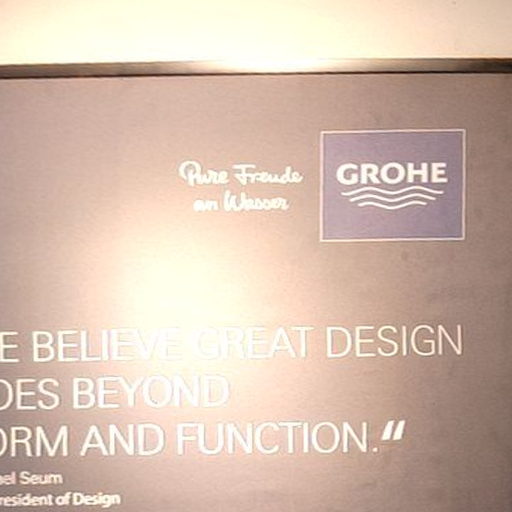 Pure Freude
an Wasser
GROHE
E BELIEVE GREAT DESIGN
OES BEYOND
ORM AND FUNCTION."
el Seum
resident of Design